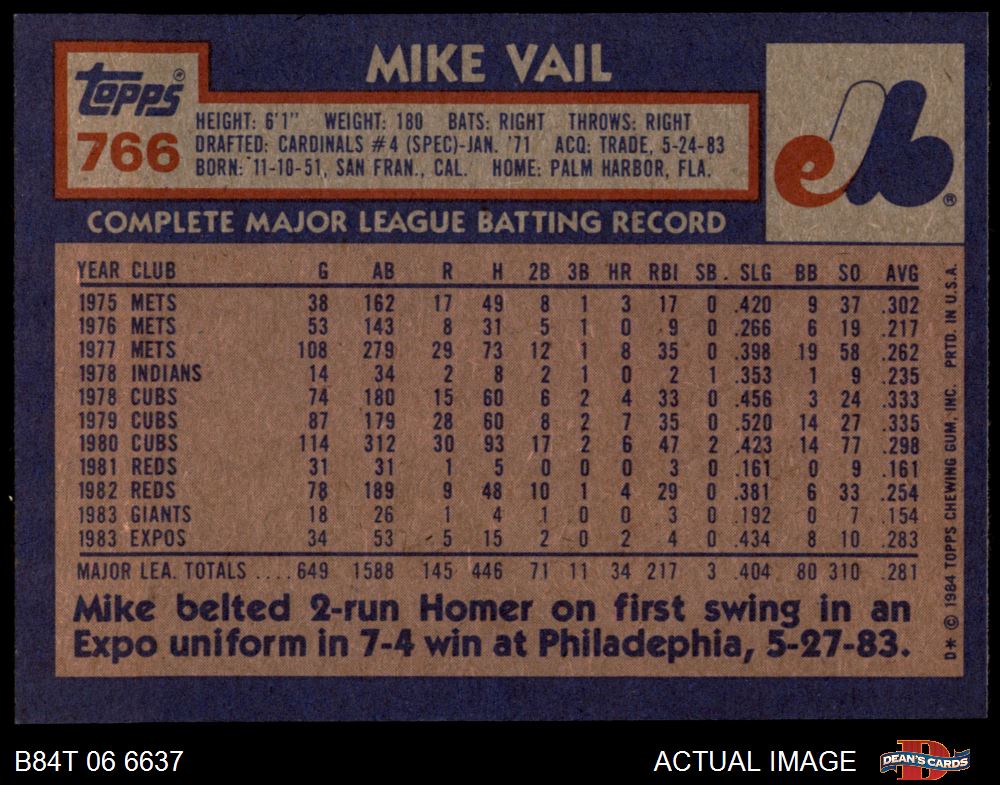 MIKE VAIL
Topps®
766
HEIGHT: 6'1" WEIGHT: 180 BATS: RIGHT THROWS: RIGHT
DRAFTED: CARDINALS #4 (SPEC)-JAN. '71 ACQ: TRADE, 5-24-83
BORN: 11-10-51, SAN FRAN., CAL. HOME: PALM HARBOR, FLA.
eb®
COMPLETE MAJOR LEAGUE BATTING RECORD
YEAR CLUB G AB R H 2B 3B HR RBI SB. SLG BB SO AVG
1975 METS 38 162 17 49 8 1 3 17 0 .420 9 37 .302
1976 METS 53 143 8 31 5 1 0 9 0 .266 6 19 .217
1977 METS 108 279 29 73 12 1 8 35 0 .398 19 58 .262
1978 INDIANS 14 34 2 8 2 1 0 2 1 .353 1 9 .235
1978 CUBS 74 180 15 60 6 2 4 33 0 .456 3 24 .333
1979 CUBS 87 179 28 60 8 2 7 35 0 .520 14 27 .335
1980 CUBS 114 312 30 93 17 2 6 47 2 .423 14 77 .298
1981 REDS 31 31 1 5 0 0 0 3 0 .161 0 9 .161
1982 REDS 78 189 9 48 10 1 4 29 0 .381 6 33 .254
1983 GIANTS 18 26 1 4 1 0 0 3 0 .192 0 7 .154
1983 EXPOS 34 53 5 15 2 0 2 4 0 .434 8 10 .283
MAJOR LEA. TOTALS .... 649 1588 145 446 71 11 34 217 3 .404 80 310 .281
Mike belted 2-run Homer on first swing in an
Expo uniform in 7-4 win at Philadephia, 5-27-83.
D* © 1984 TOPPS CHEWING GUM, INC. PRTD. IN U.S.A.
B84T 06 6637
ACTUAL IMAGE
D
DEAN'S CARDS